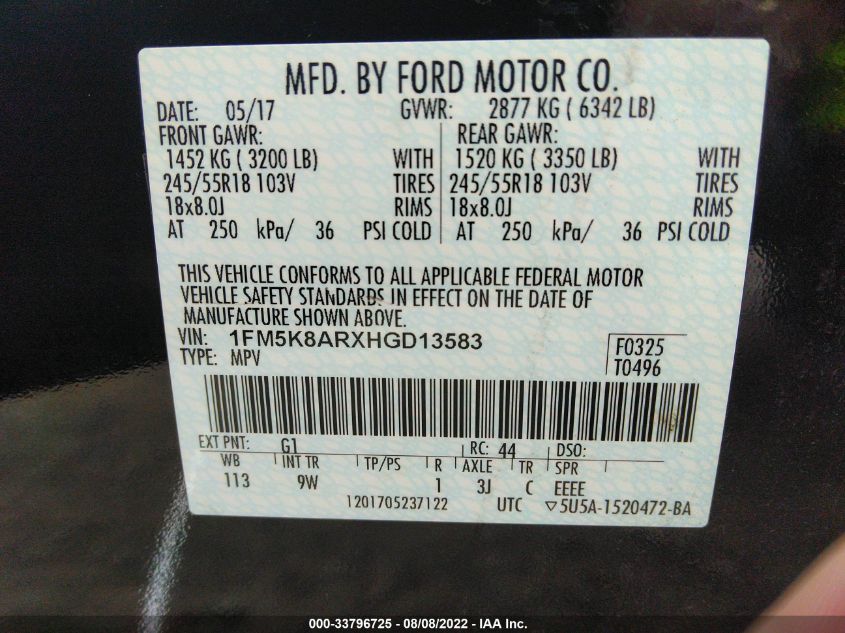 MFD. BY FORD MOTOR CO.
DATE: 05/17 GVWR: 2877 KG ( 6342 LB)
FRONT GAWR: REAR GAWR:
1452 KG ( 3200 LB) WITH 1520 KG ( 3350 LB) WITH
245/55R18 103V TIRES 245/55R18 103V TIRES
18x8.0J RIMS 18x8.0J RIMS
AT 250 kPa/ 36 PSI COLD AT 250 kPa/ 36 PSI COLD
THIS VEHICLE CONFORMS TO ALL APPLICABLE FEDERAL MOTOR
VEHICLE SAFETY STANDARDS IN EFFECT ON THE DATE OF
MANUFACTURE SHOWN ABOVE.
VIN: 1FM5K8ARXHGD13583
TYPE: MPV
F0325
T0496
EXT PNT: G1 RC: 44 DSO:
WB INT TR TP/PS R AXLE TR SPR
113 9W 1 3J C EEEE
1201705237122 UTC ▽5U5A-1520472-BA
000-33796725 - 08/08/2022 - IAA Inc.